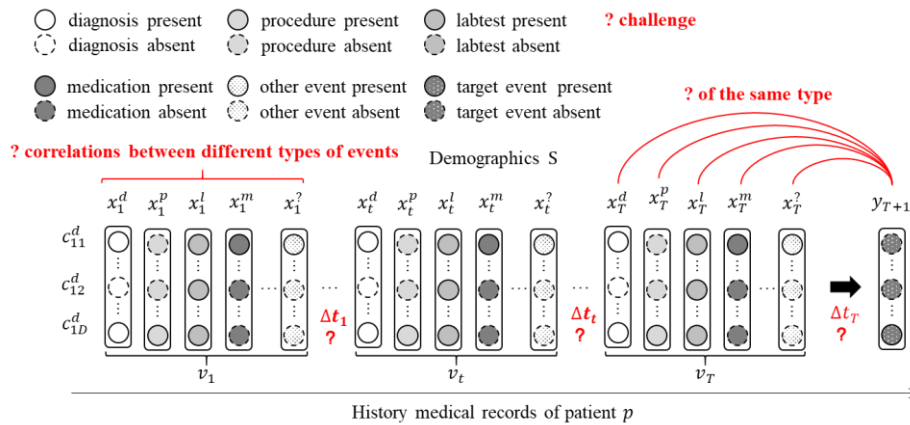 diagnosis present procedure present labtest present ? challenge
diagnosis absent procedure absent labtest absent
medication present other event present target event present
medication absent other event absent target event absent
? of the same type
? correlations between different types of events
Demographics S
x_1^d x_1^p x_1^l x_1^m x_1^? x_t^d x_t^p x_t^l x_t^m x_t^? x_T^d x_T^p x_T^l x_T^m x_T^? y_{T+1}
c_{11}^d
c_{12}^d
... ... ... ... ...
Δt_1 Δt_t Δt_T
c_{1D}^d
? ? ?
v_1 v_t v_T
History medical records of patient p